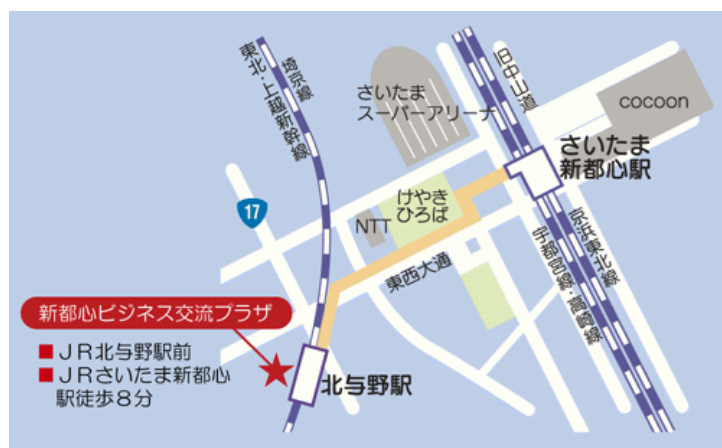 埼京線
東北・上越新幹線
さいたま
スーパーアリーナ
旧中山道
cocoon
さいたま
新都心駅
けやき
ひろば
NTT
17
東西大通
京浜東北線
宇都宮線・高崎線
新都心ビジネス交流プラザ
■ＪＲ北与野駅前
■ＪＲさいたま新都心
駅徒歩８分
北与野駅